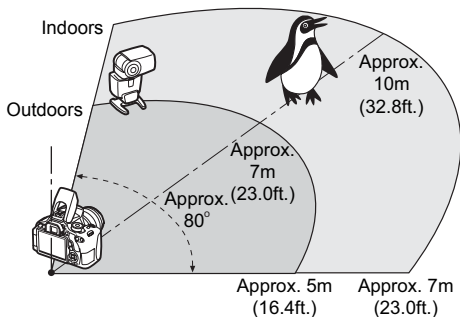 Indoors
Outdoors
Approx.
10m
(32.8ft.)
Approx.
7m
(23.0ft.)
Approx.
80°
Approx. 5m
(16.4ft.)
Approx. 7m
(23.0ft.)